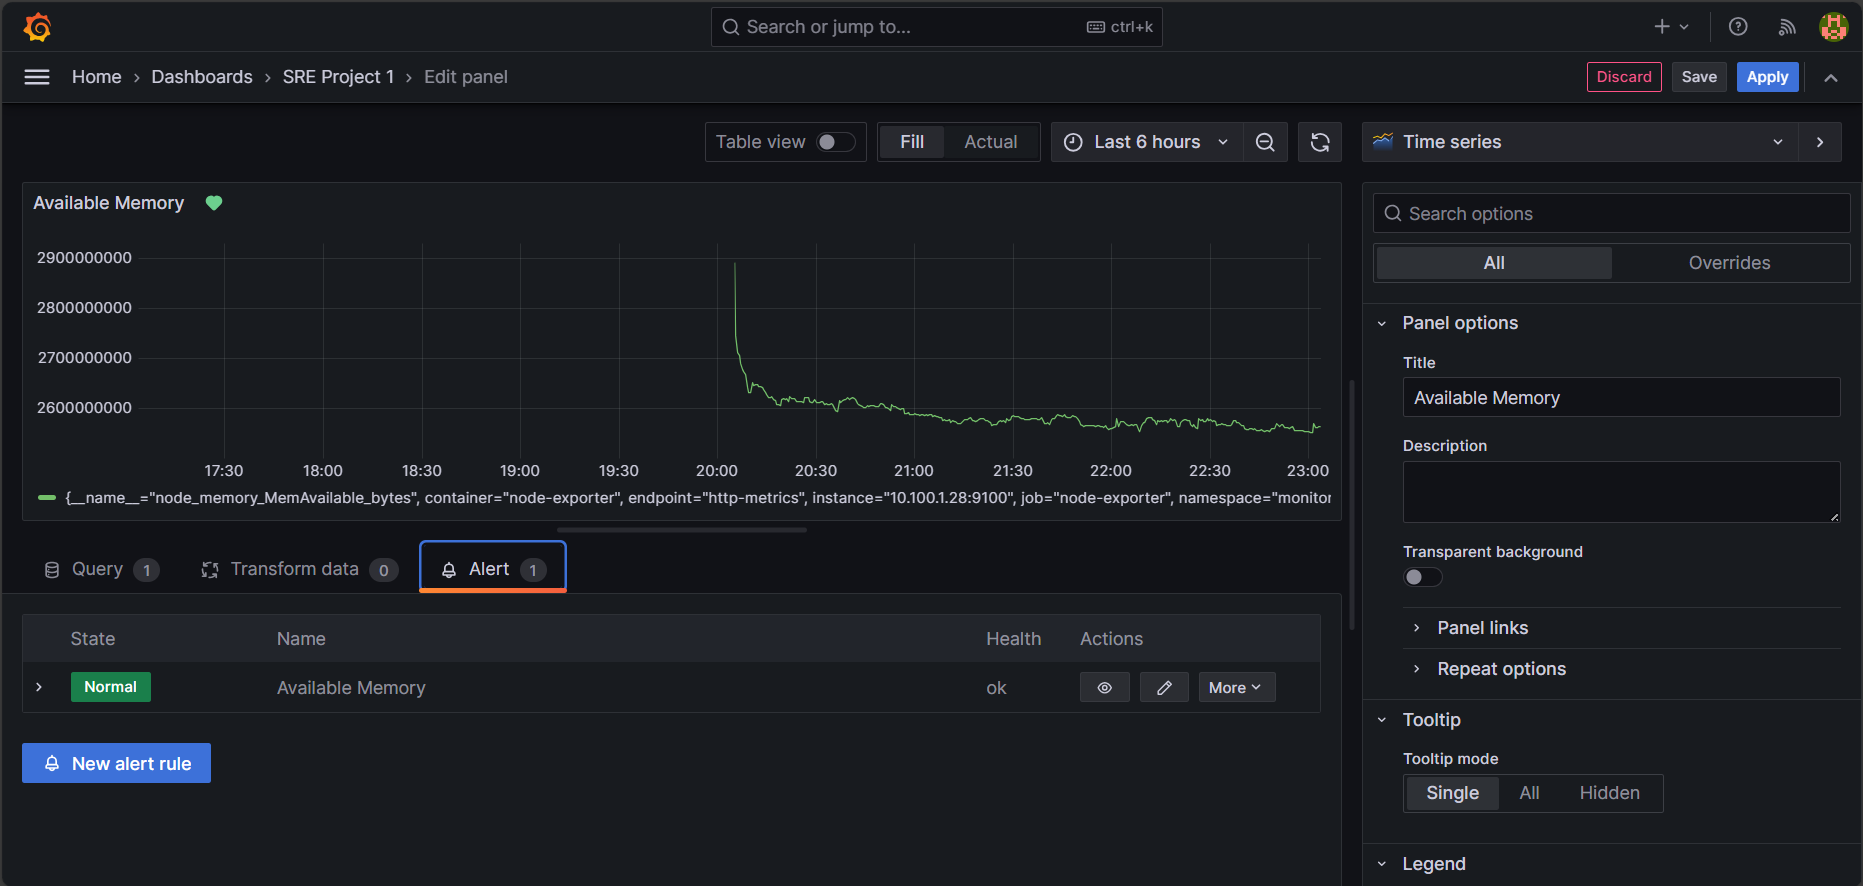 Search or jump to... ctrl+k
Home › Dashboards › SRE Project 1 › Edit panel
Discard Save Apply
Table view Fill Actual Last 6 hours
Time series
Available Memory
2900000000
2800000000
2700000000
2600000000
17:30 18:00 18:30 19:00 19:30 20:00 20:30 21:00 21:30 22:00 22:30 23:00
{__name__="node_memory_MemAvailable_bytes", container="node-exporter", endpoint="http-metrics", instance="10.100.1.28:9100", job="node-exporter", namespace="monitor
Query 1 Transform data 0 Alert 1
State Name Health Actions
Normal Available Memory ok More
New alert rule
Search options
All Overrides
Panel options
Title
Available Memory
Description
Transparent background
Panel links
Repeat options
Tooltip
Tooltip mode
Single All Hidden
Legend